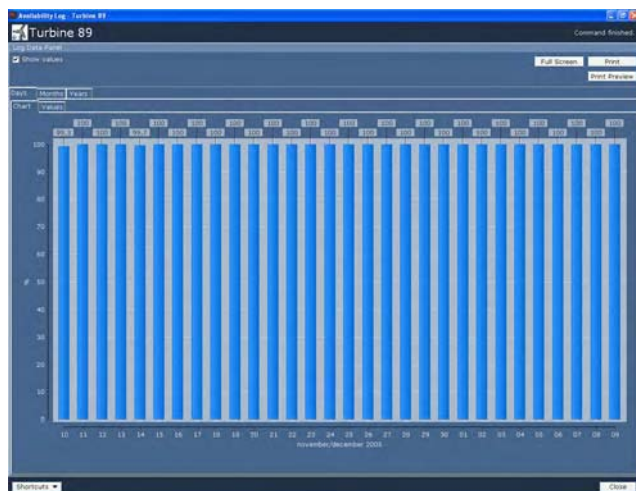 Availability Log - Turbine 89
Turbine 89
Command finished.
Log Data Panel
Show values
Full Screen
Print
Print Preview
Days
Months
Years
Chart
Values
100 100 100 100 100 100 100 100 100 100 100 100 100 100 100
100 99.7 100 100 100 100 100 100 100 100 100 100 100 100
100
90
80
70
60
50
40
30
20
10
0
%
10 11 12 13 14 15 16 17 18 19 20 21 22 23 24 25 26 27 28 29 30 01 02 03 04 05 06 07 08 09
november/december 2005
Shortcuts
Close